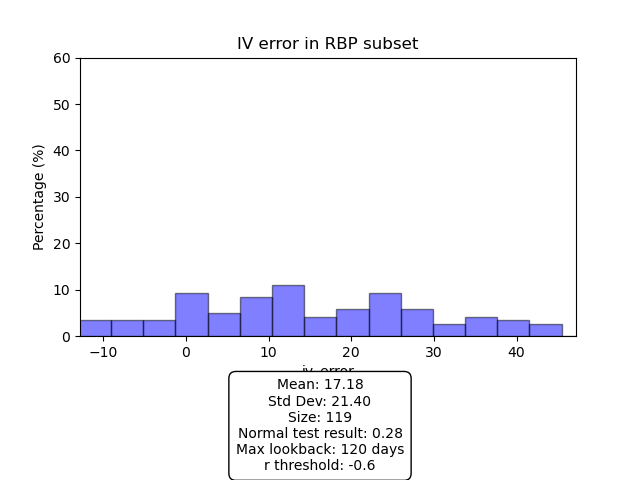 IV error in RBP subset
60
50
40
30
20
10
0
Percentage (%)
−10
0
10
20
30
40
iv_error
Mean: 17.18
Std Dev: 21.40
Size: 119
Normal test result: 0.28
Max lookback: 120 days
r threshold: -0.6